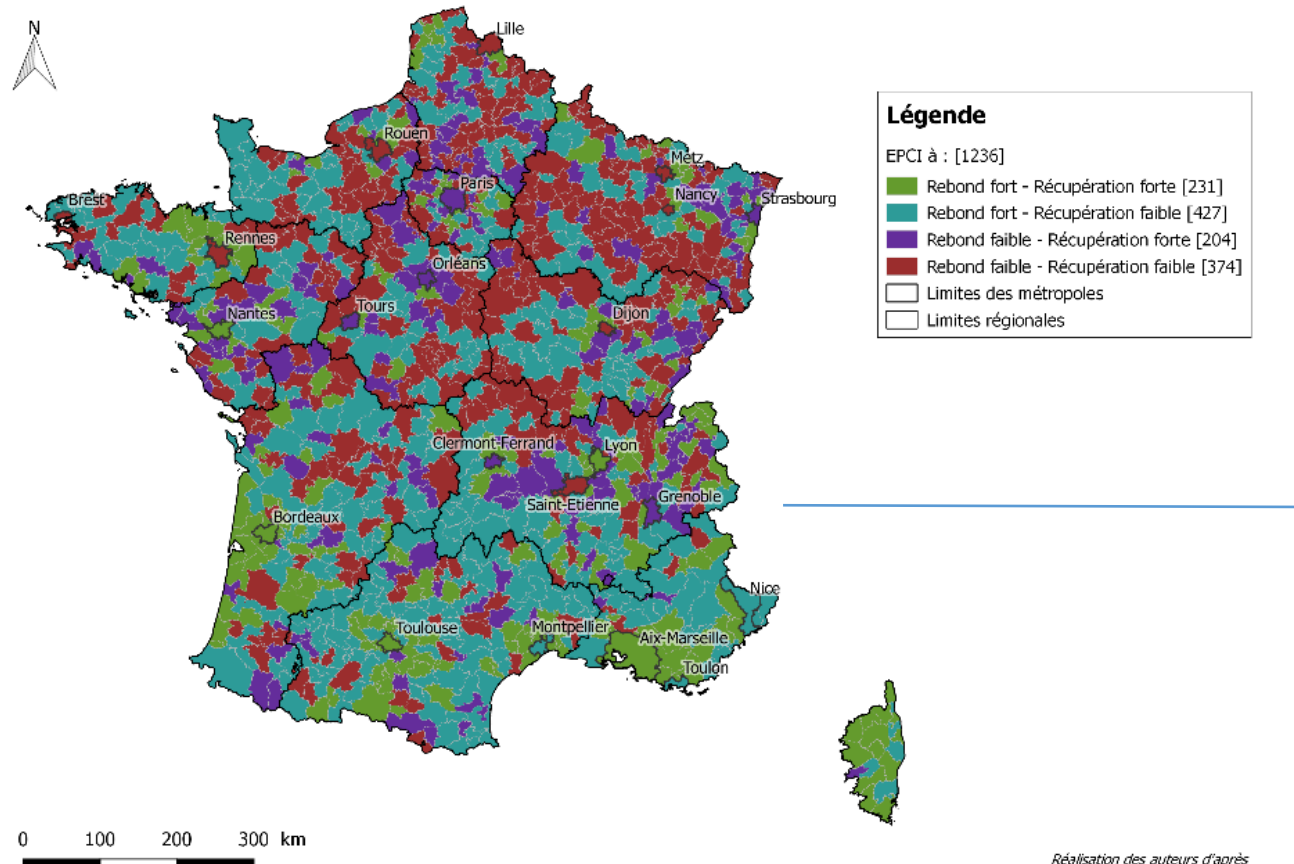 N
Lille
Rouen
Metz
Paris
Nancy
Strasbourg
Brest
Rennes
Orléans
Nantes
Tours
Dijon
Clermont-Ferrand
Lyon
Saint-Etienne
Grenoble
Bordeaux
Nice
Toulouse
Montpellier
Aix-Marseille
Toulon
Légende
EPCI à : [1236]
Rebond fort - Récupération forte [231]
Rebond fort - Récupération faible [427]
Rebond faible - Récupération forte [204]
Rebond faible - Récupération faible [374]
Limites des métropoles
Limites régionales
0 100 200 300 km
Réalisation des auteurs d'après